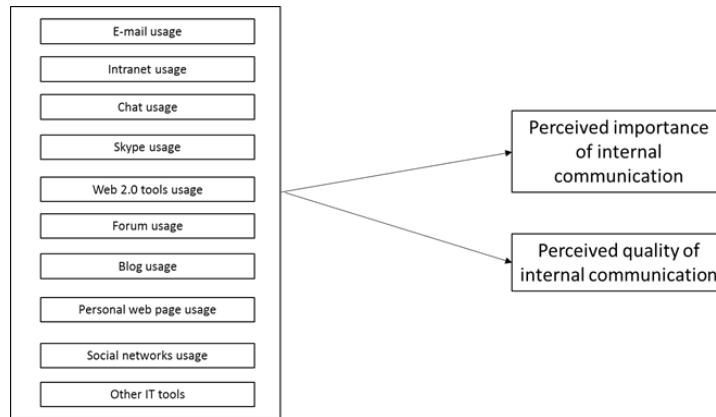 E-mail usage
Intranet usage
Chat usage
Skype usage
Web 2.0 tools usage
Forum usage
Blog usage
Personal web page usage
Social networks usage
Other IT tools
Perceived importance
of internal
communication
Perceived quality of
internal communication